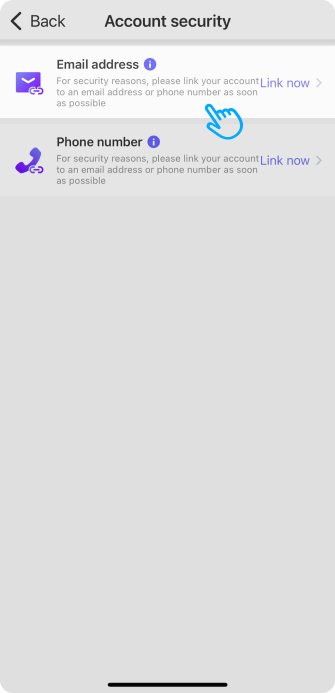 Back
Account security
Email address
For security reasons, please link your account
to an email address or phone number as soon
as possible
Link now
Phone number
For security reasons, please link your account
to an email address or phone number as soon
as possible
Link now